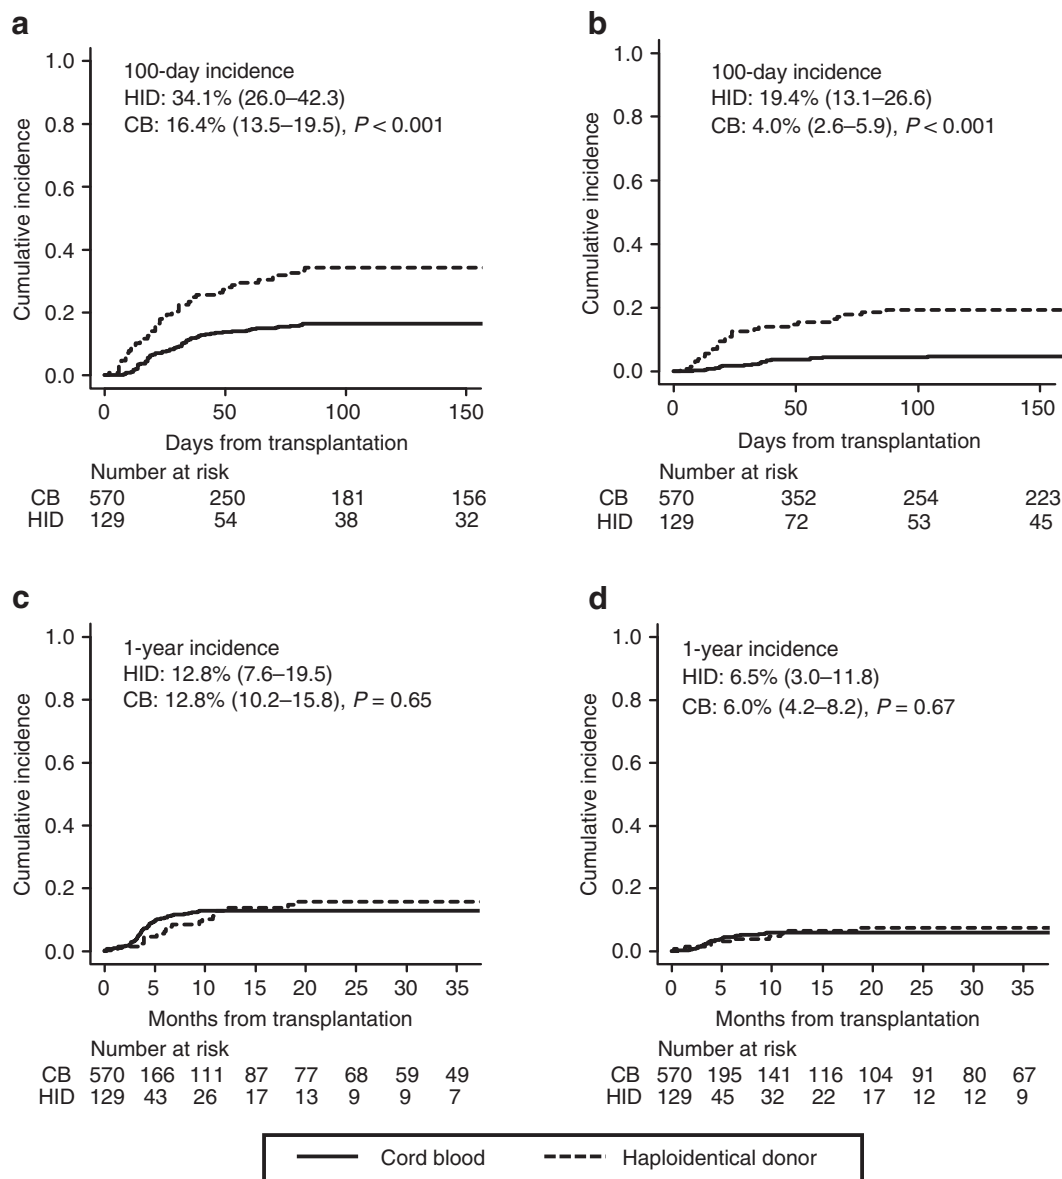 a
1.0
0.8
0.6
0.4
0.2
0.0
Cumulative incidence
100-day incidence
HID: 34.1% (26.0–42.3)
CB: 16.4% (13.5–19.5), P < 0.001
0 50 100 150
Days from transplantation
Number at risk
CB 570 250 181 156
HID 129 54 38 32
b
1.0
0.8
0.6
0.4
0.2
0.0
Cumulative incidence
100-day incidence
HID: 19.4% (13.1–26.6)
CB: 4.0% (2.6–5.9), P < 0.001
0 50 100 150
Days from transplantation
Number at risk
CB 570 352 254 223
HID 129 72 53 45
c
1.0
0.8
0.6
0.4
0.2
0.0
Cumulative incidence
1-year incidence
HID: 12.8% (7.6–19.5)
CB: 12.8% (10.2–15.8), P = 0.65
0 5 10 15 20 25 30 35
Months from transplantation
Number at risk
CB 570 166 111 87 77 68 59 49
HID 129 43 26 17 13 9 9 7
d
1.0
0.8
0.6
0.4
0.2
0.0
Cumulative incidence
1-year incidence
HID: 6.5% (3.0–11.8)
CB: 6.0% (4.2–8.2), P = 0.67
0 5 10 15 20 25 30 35
Months from transplantation
Number at risk
CB 570 195 141 116 104 91 80 67
HID 129 45 32 22 17 12 12 9
Cord blood Haploidentical donor